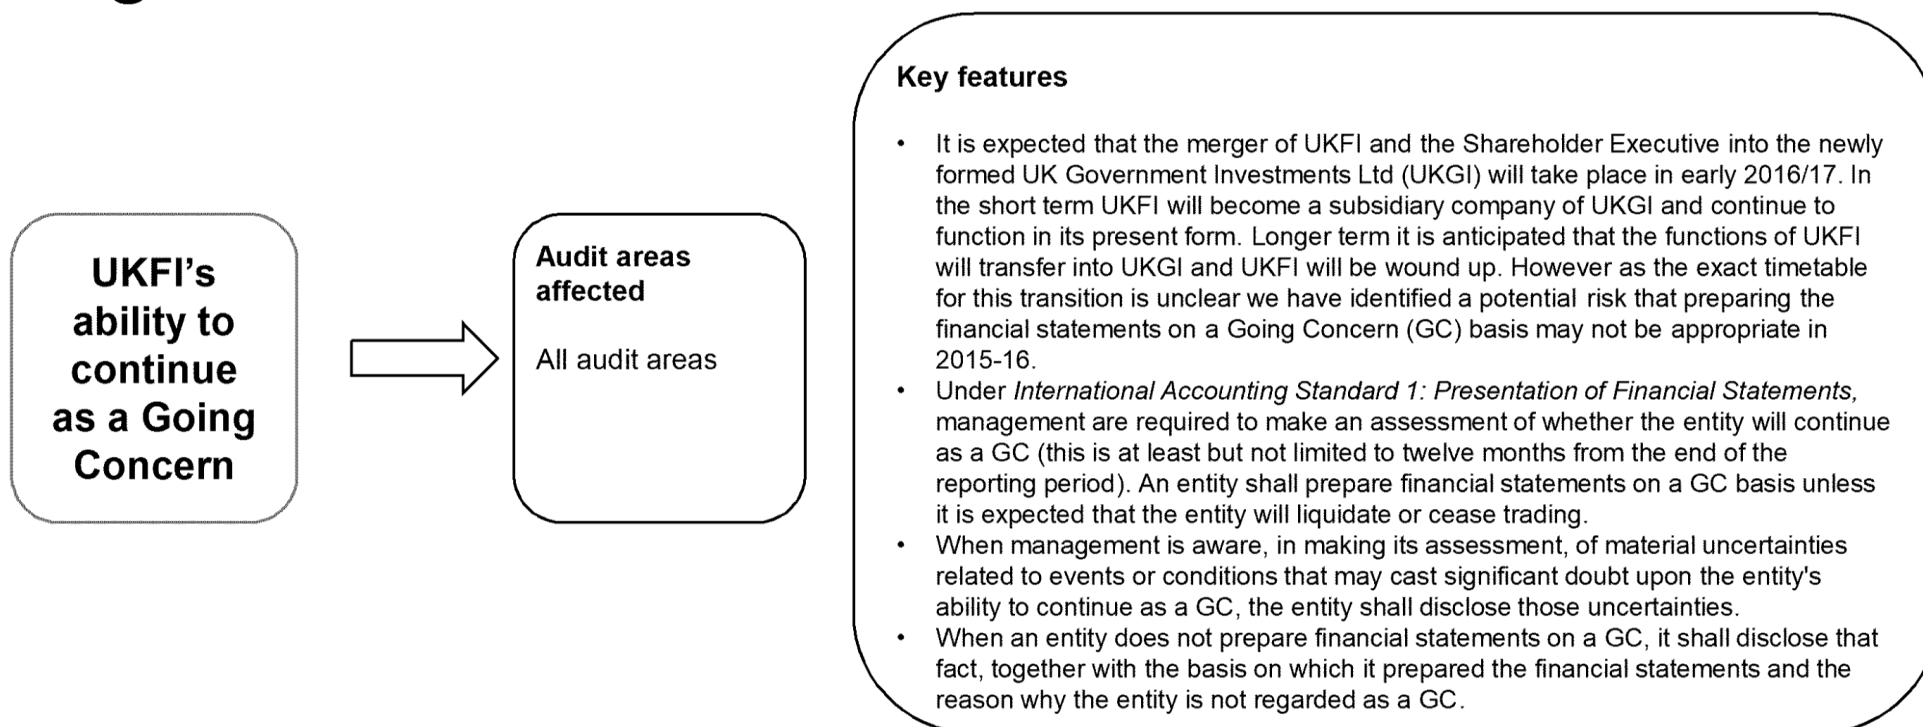 UKFI's
ability to
continue
as a Going
Concern
Audit areas
affected
All audit areas
Key features
• It is expected that the merger of UKFI and the Shareholder Executive into the newly
formed UK Government Investments Ltd (UKGI) will take place in early 2016/17. In
the short term UKFI will become a subsidiary company of UKGI and continue to
function in its present form. Longer term it is anticipated that the functions of UKFI
will transfer into UKGI and UKFI will be wound up. However as the exact timetable
for this transition is unclear we have identified a potential risk that preparing the
financial statements on a Going Concern (GC) basis may not be appropriate in
2015-16.
• Under International Accounting Standard 1: Presentation of Financial Statements,
management are required to make an assessment of whether the entity will continue
as a GC (this is at least but not limited to twelve months from the end of the
reporting period). An entity shall prepare financial statements on a GC basis unless
it is expected that the entity will liquidate or cease trading.
• When management is aware, in making its assessment, of material uncertainties
related to events or conditions that may cast significant doubt upon the entity's
ability to continue as a GC, the entity shall disclose those uncertainties.
• When an entity does not prepare financial statements on a GC, it shall disclose that
fact, together with the basis on which it prepared the financial statements and the
reason why the entity is not regarded as a GC.